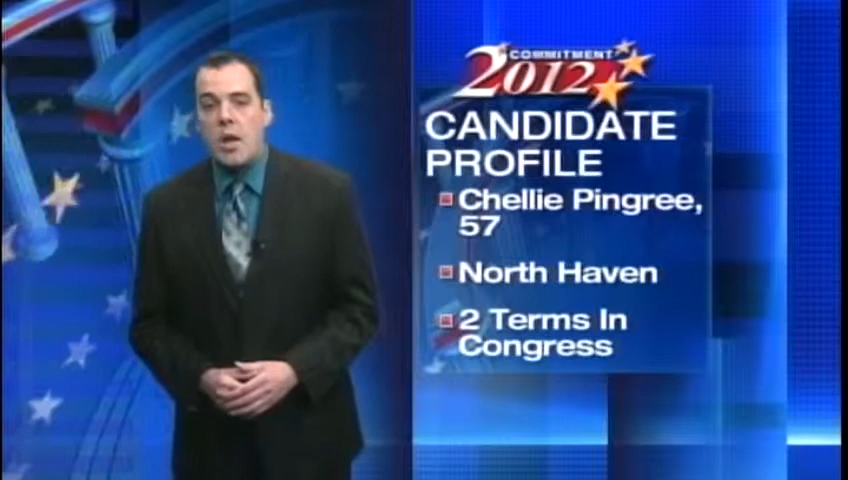 COMMITMENT
2012
CANDIDATE
PROFILE
Chellie Pingree,
57
North Haven
2 Terms In
Congress